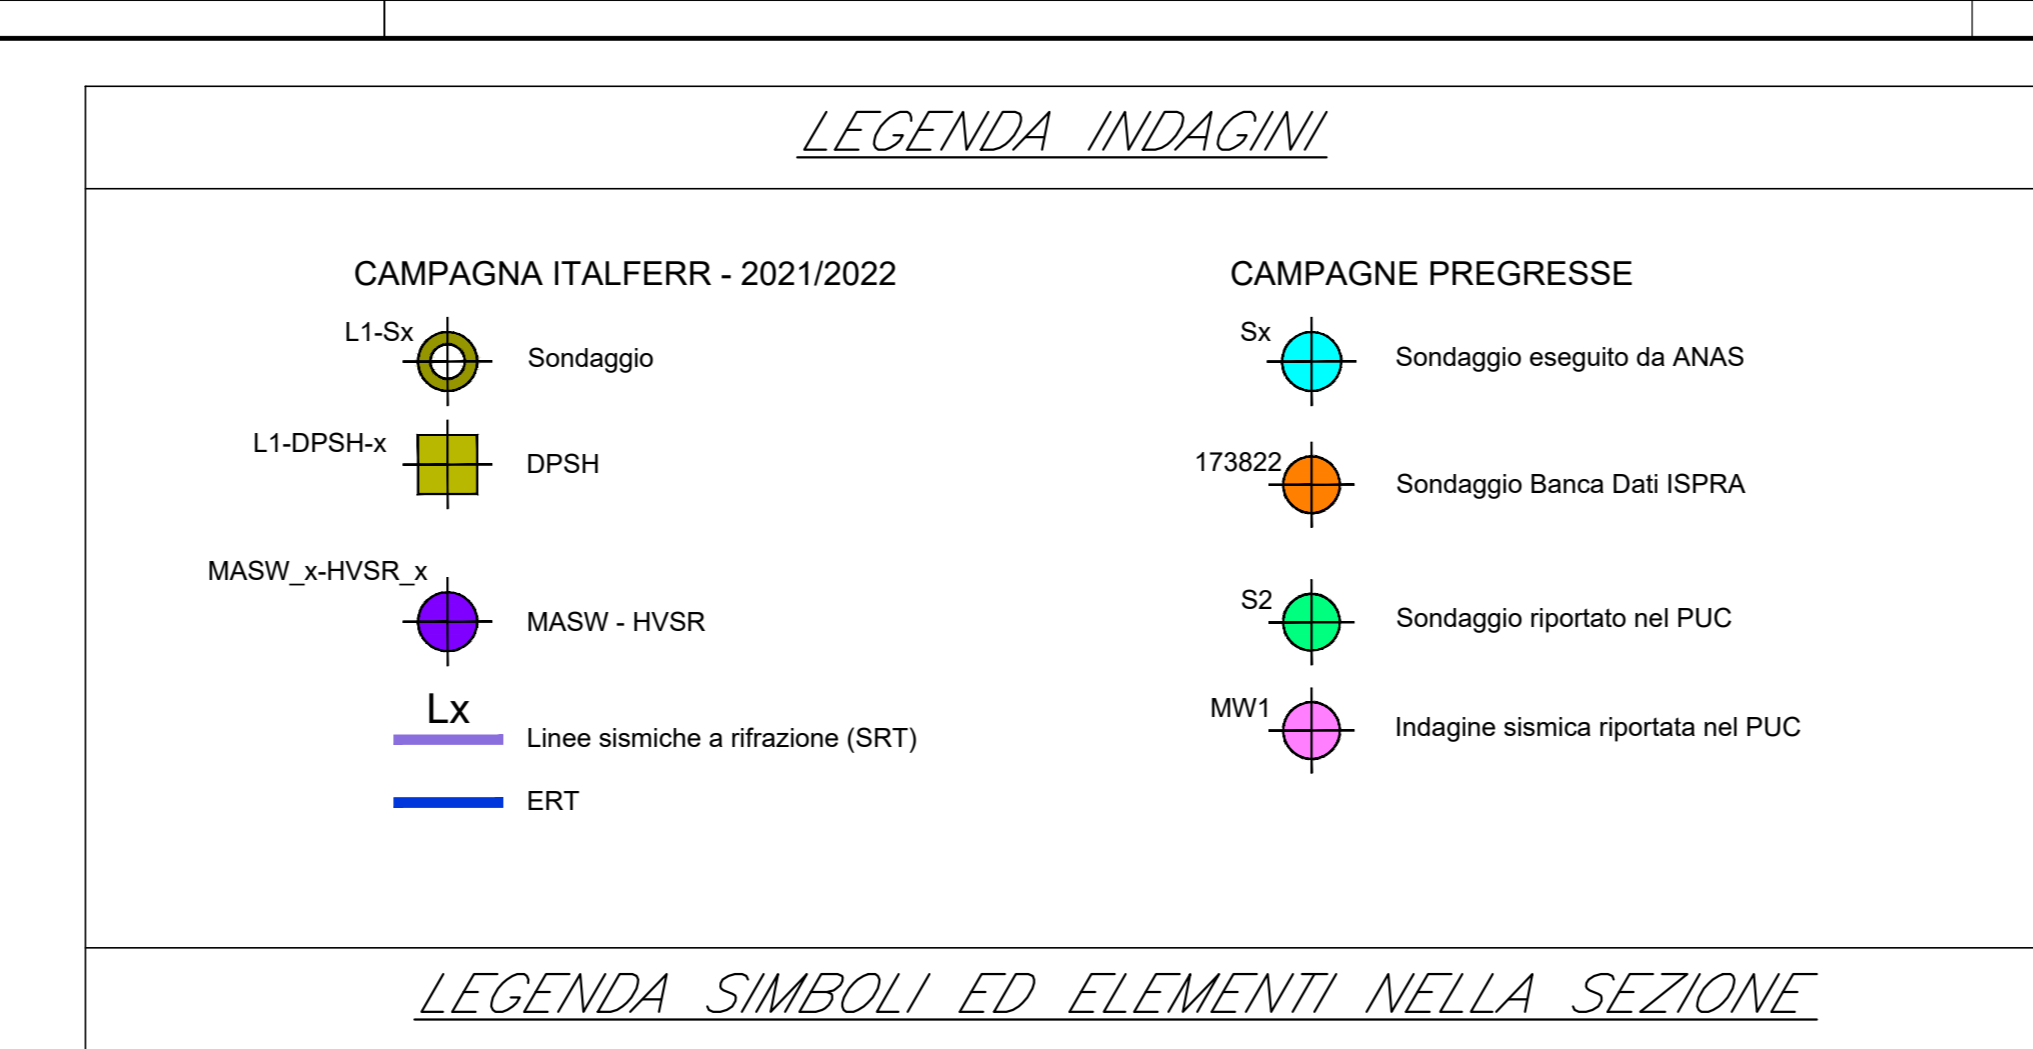 LEGENDA INDAGINI
CAMPAGNA ITALFERR - 2021/2022
L1-Sx
Sondaggio
L1-DPSH-x
DPSH
MASW_x-HVSR_x
MASW - HVSR
Lx
Linee sismiche a rifrazione (SRT)
ERT
CAMPAGNE PREGRESSE
Sx
Sondaggio eseguito da ANAS
173822
Sondaggio Banca Dati ISPRA
S2
Sondaggio riportato nel PUC
MW1
Indagine sismica riportata nel PUC
LEGENDA SIMBOLI ED ELEMENTI NELLA SEZIONE